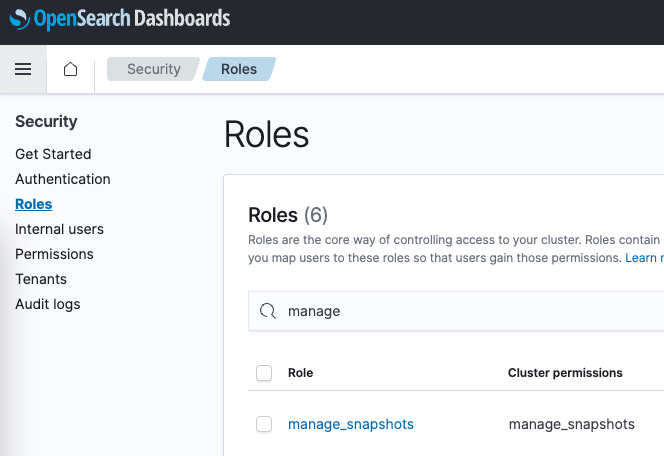 OpenSearch Dashboards
Security
Roles
Security
Get Started
Authentication
Roles
Internal users
Permissions
Tenants
Audit logs
Roles
Roles (6)
Roles are the core way of controlling access to your cluster. Roles contain
you map users to these roles so that users gain those permissions. Learn
manage
Role Cluster permissions
manage_snapshots manage_snapshots